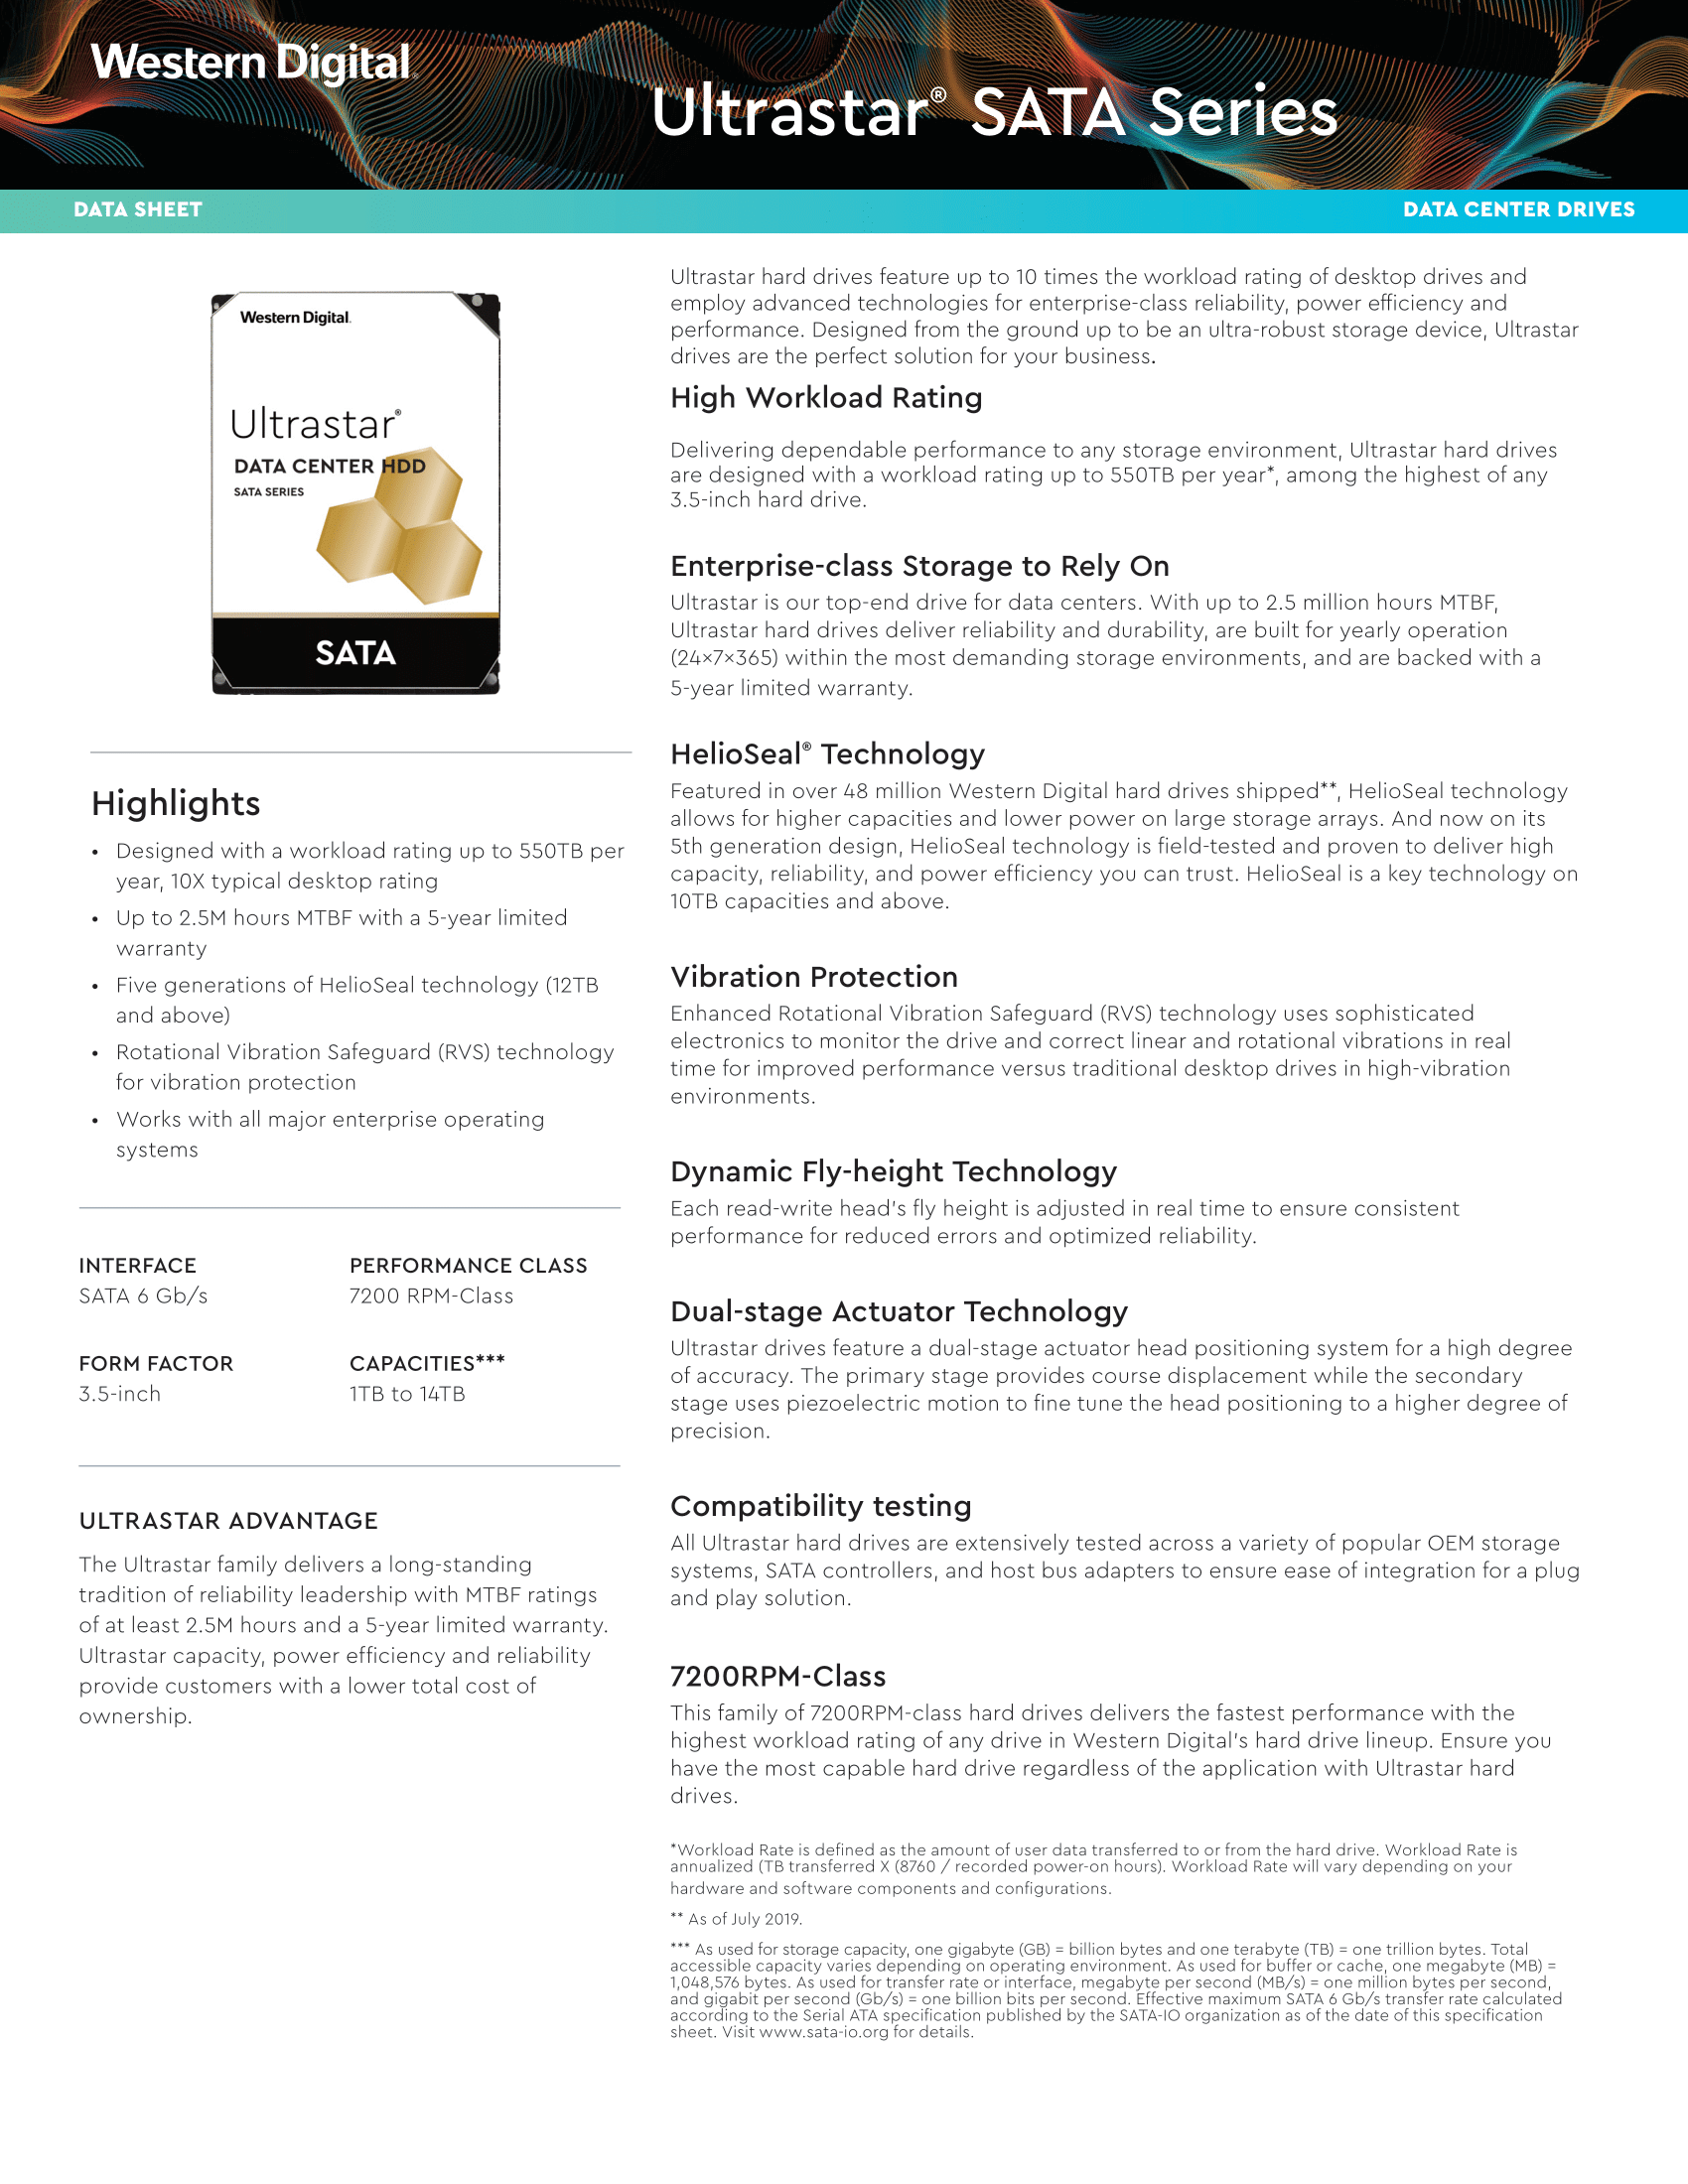 Western Digital.
Ultrastar® SATA Series
DATA SHEET
DATA CENTER DRIVES
Western Digital.
Ultrastar®
DATA CENTER HDD
SATA SERIES
SATA
Highlights
• Designed with a workload rating up to 550TB per
year, 10X typical desktop rating
• Up to 2.5M hours MTBF with a 5-year limited
warranty
• Five generations of HelioSeal technology (12TB
and above)
• Rotational Vibration Safeguard (RVS) technology
for vibration protection
• Works with all major enterprise operating
systems
INTERFACE
SATA 6 Gb/s
PERFORMANCE CLASS
7200 RPM-Class
FORM FACTOR
3.5-inch
CAPACITIES***
1TB to 14TB
ULTRASTAR ADVANTAGE
The Ultrastar family delivers a long-standing
tradition of reliability leadership with MTBF ratings
of at least 2.5M hours and a 5-year limited warranty.
Ultrastar capacity, power efficiency and reliability
provide customers with a lower total cost of
ownership.
Ultrastar hard drives feature up to 10 times the workload rating of desktop drives and
employ advanced technologies for enterprise-class reliability, power efficiency and
performance. Designed from the ground up to be an ultra-robust storage device, Ultrastar
drives are the perfect solution for your business.
High Workload Rating
Delivering dependable performance to any storage environment, Ultrastar hard drives
are designed with a workload rating up to 550TB per year*, among the highest of any
3.5-inch hard drive.
Enterprise-class Storage to Rely On
Ultrastar is our top-end drive for data centers. With up to 2.5 million hours MTBF,
Ultrastar hard drives deliver reliability and durability, are built for yearly operation
(24×7×365) within the most demanding storage environments, and are backed with a
5-year limited warranty.
HelioSeal® Technology
Featured in over 48 million Western Digital hard drives shipped**, HelioSeal technology
allows for higher capacities and lower power on large storage arrays. And now on its
5th generation design, HelioSeal technology is field-tested and proven to deliver high
capacity, reliability, and power efficiency you can trust. HelioSeal is a key technology on
10TB capacities and above.
Vibration Protection
Enhanced Rotational Vibration Safeguard (RVS) technology uses sophisticated
electronics to monitor the drive and correct linear and rotational vibrations in real
time for improved performance versus traditional desktop drives in high-vibration
environments.
Dynamic Fly-height Technology
Each read-write head's fly height is adjusted in real time to ensure consistent
performance for reduced errors and optimized reliability.
Dual-stage Actuator Technology
Ultrastar drives feature a dual-stage actuator head positioning system for a high degree
of accuracy. The primary stage provides course displacement while the secondary
stage uses piezoelectric motion to fine tune the head positioning to a higher degree of
precision.
Compatibility testing
All Ultrastar hard drives are extensively tested across a variety of popular OEM storage
systems, SATA controllers, and host bus adapters to ensure ease of integration for a plug
and play solution.
7200RPM-Class
This family of 7200RPM-class hard drives delivers the fastest performance with the
highest workload rating of any drive in Western Digital's hard drive lineup. Ensure you
have the most capable hard drive regardless of the application with Ultrastar hard
drives.
*Workload Rate is defined as the amount of user data transferred to or from the hard drive. Workload Rate is
annualized (TB transferred X (8760 / recorded power-on hours). Workload Rate will vary depending on your
hardware and software components and configurations.
** As of July 2019.
*** As used for storage capacity, one gigabyte (GB) = billion bytes and one terabyte (TB) = one trillion bytes. Total
accessible capacity varies depending on operating environment. As used for buffer or cache, one megabyte (MB) =
1,048,576 bytes. As used for transfer rate or interface, megabyte per second (MB/s) = one million bytes per second,
and gigabit per second (Gb/s) = one billion bits per second. Effective maximum SATA 6 Gb/s transfer rate calculated
according to the Serial ATA specification published by the SATA-IO organization as of the date of this specification
sheet. Visit www.sata-io.org for details.